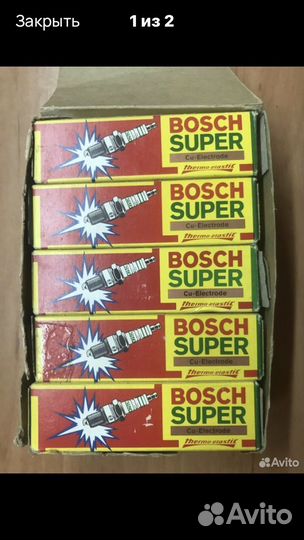 Закрыть
1 из 2
BOSCH
SUPER
Cu-Electrode
thermo-elastic
BOSCH
SUPER
Cu-Electrode
thermo-elastic
BOSCH
SUPER
Cu-Electrode
thermo-elastic
BOSCH
SUPER
Cu-Electrode
thermo-elastic
BOSCH
SUPER
Cu-Electrode
thermo-elastic
Avito
Avito